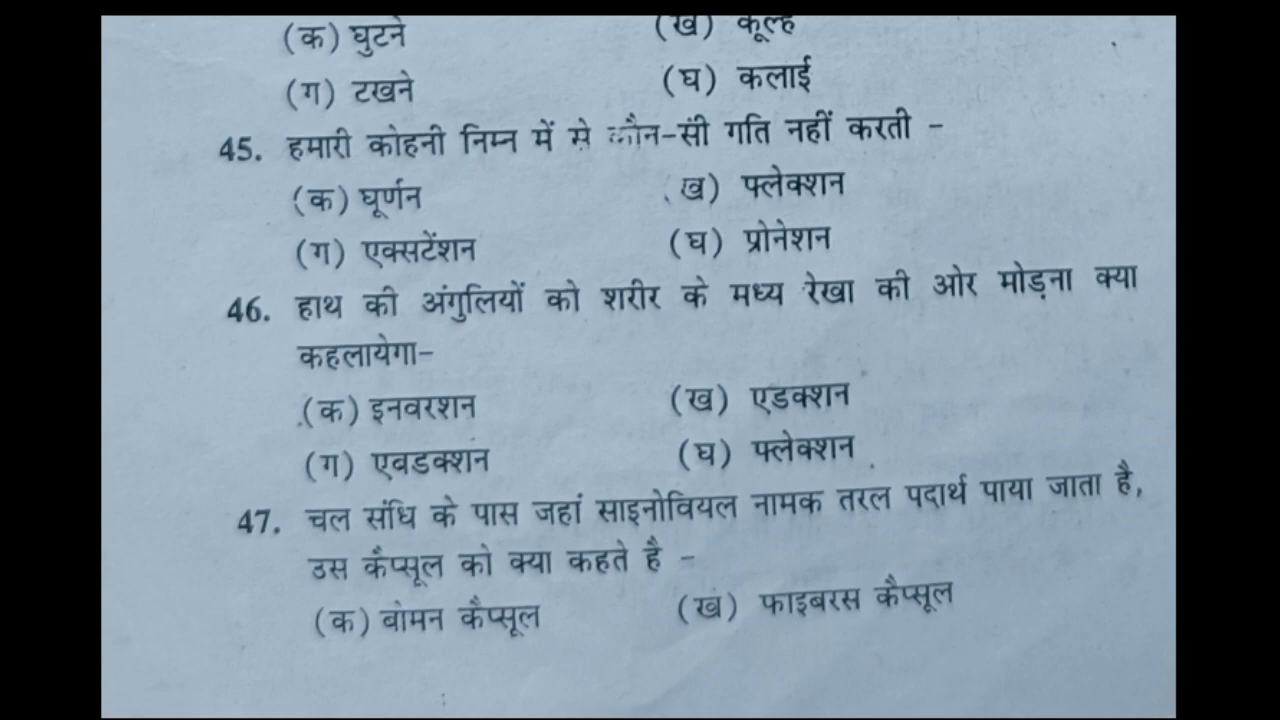 (क) घुटने (ख) कूल्हे
(ग) टखने (घ) कलाई
45. हमारी कोहनी निम्न में से कौन-सी गति नहीं करती -
(क) घूर्णन (ख) फ्लेक्शन
(ग) एक्सटेंशन (घ) प्रोनेशन
46. हाथ की अंगुलियों को शरीर के मध्य रेखा की ओर मोड़ना क्या
कहलायेगा-
(क) इनवरशन (ख) एडक्शन
(ग) एवडक्शन (घ) फ्लेक्शन
47. चल संधि के पास जहां साइनोवियल नामक तरल पदार्थ पाया जाता है,
उस कैप्सूल को क्या कहते है -
(क) बोमन कैप्सूल (ख) फाइबरस कैप्सूल